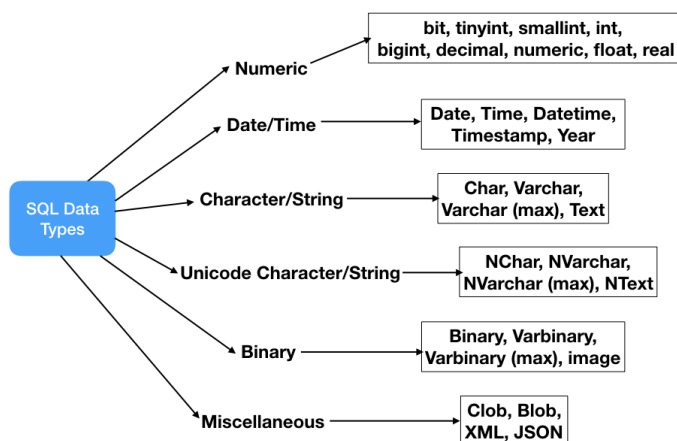 SQL Data
Types
Numeric
bit, tinyint, smallint, int,
bigint, decimal, numeric, float, real
Date/Time
Date, Time, Datetime,
Timestamp, Year
Character/String
Char, Varchar,
Varchar (max), Text
Unicode Character/String
NChar, NVarchar,
NVarchar (max), NText
Binary
Binary, Varbinary,
Varbinary (max), image
Miscellaneous
Clob, Blob,
XML, JSON